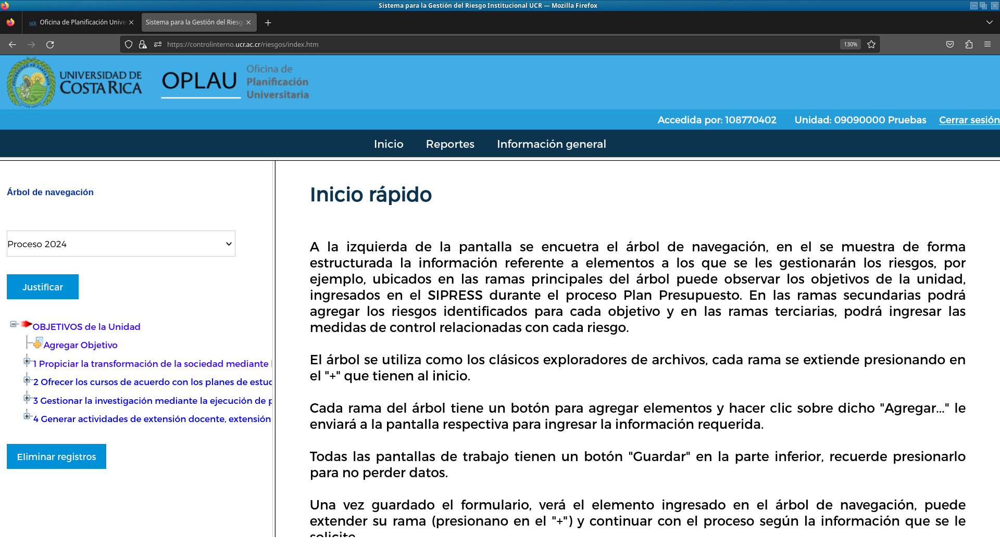 Sistema para la Gestión del Riesgo Institucional UCR — Mozilla Firefox
Oficina de Planificación Unive
Sistema para la Gestión del Riesg
https://controlinterno.ucr.ac.cr/riesgos/index.htm
130%
UNIVERSIDAD DE
COSTA RICA
OPLAU
Oficina de
Planificación
Universitaria
Accedida por: 108770402 Unidad: 09090000 Pruebas Cerrar sesión
Inicio Reportes Información general
Árbol de navegación
Proceso 2024
Justificar
OBJETIVOS de la Unidad
Agregar Objetivo
1 Propiciar la transformación de la sociedad mediante
2 Ofrecer los cursos de acuerdo con los planes de estuc
3 Gestionar la investigación mediante la ejecución de p
4 Generar actividades de extensión docente, extensión
Eliminar registros
Inicio rápido
A la izquierda de la pantalla se encuetra el árbol de navegación, en el se muestra de forma
estructurada la información referente a elementos a los que se les gestionarán los riesgos, por
ejemplo, ubicados en las ramas principales del árbol puede observar los objetivos de la unidad,
ingresados en el SIPRESS durante el proceso Plan Presupuesto. En las ramas secundarias podrá
agregar los riesgos identificados para cada objetivo y en las ramas terciarias, podrá ingresar las
medidas de control relacionadas con cada riesgo.
El árbol se utiliza como los clásicos exploradores de archivos, cada rama se extiende presionando en
el "+" que tienen al inicio.
Cada rama del árbol tiene un botón para agregar elementos y hacer clic sobre dicho "Agregar..." le
enviará a la pantalla respectiva para ingresar la información requerida.
Todas las pantallas de trabajo tienen un botón "Guardar" en la parte inferior, recuerde presionarlo
para no perder datos.
Una vez guardado el formulario, verá el elemento ingresado en el árbol de navegación, puede
extender su rama (presionano en el "+") y continuar con el proceso según la información que se le
solicite.